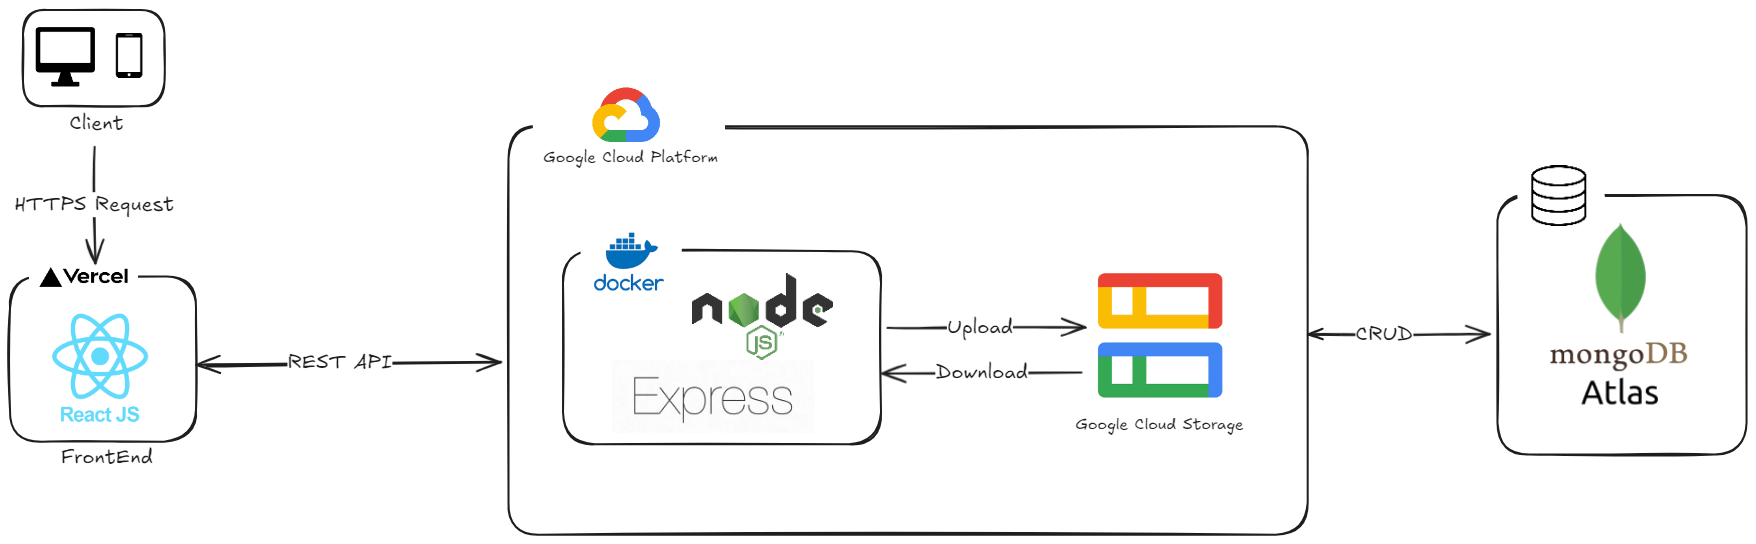 Client
HTTPS Request
Vercel
React JS
FrontEnd
REST API
Google Cloud Platform
docker
node
JS
Express
Upload
Download
Google Cloud Storage
CRUD
mongoDB
Atlas